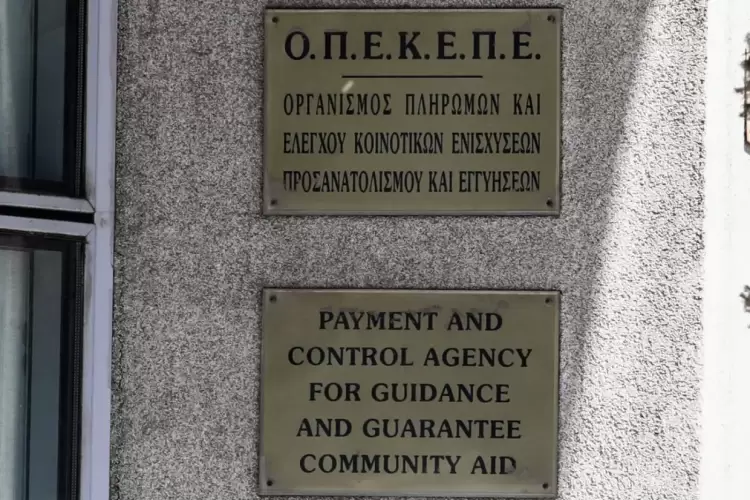 Ο.Π.Ε.Κ.Ε.Π.Ε.
ΟΡΓΑΝΙΣΜΟΣ ΠΛΗΡΩΜΩΝ ΚΑΙ
ΕΛΕΓΧΟΥ ΚΟΙΝΟΤΙΚΩΝ ΕΝΙΣΧΥΣΕΩΝ
ΠΡΟΣΑΝΑΤΟΛΙΣΜΟΥ ΚΑΙ ΕΓΓΥΗΣΕΩΝ
PAYMENT AND
CONTROL AGENCY
FOR GUIDANCE
AND GUARANTEE
COMMUNITY AID